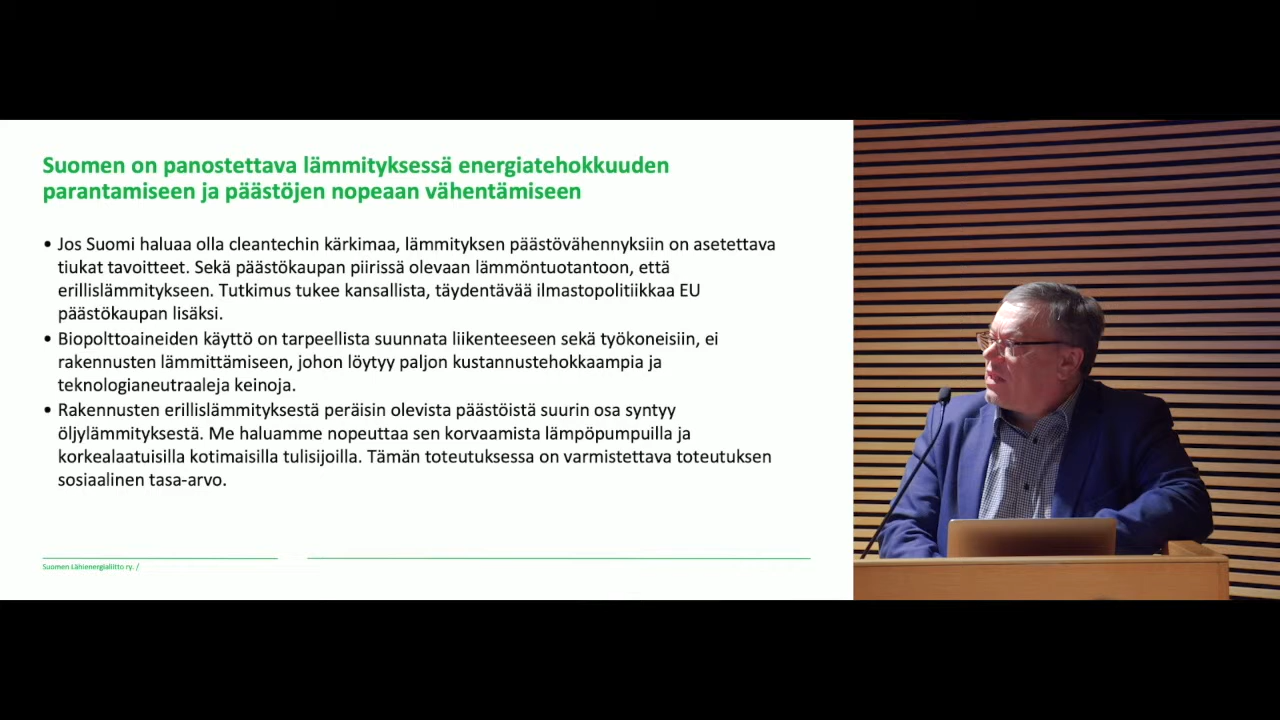 Suomen on panostettava lämmityksessä energiatehokkuuden
parantamiseen ja päästöjen nopeaan vähentämiseen
• Jos Suomi haluaa olla cleantechin kärkimaa, lämmityksen päästövähennyksiin on asetettava
tiukat tavoitteet. Sekä päästökaupan piirissä olevaan lämmöntuotantoon, että
erillislämmitykseen. Tutkimus tukee kansallista, täydentävää ilmastopolitiikkaa EU
päästökaupan lisäksi.
• Biopolttoaineiden käyttö on tarpeellista suunnata liikenteeseen sekä työkoneisiin, ei
rakennusten lämmittämiseen, johon löytyy paljon kustannustehokkaampia ja
teknologianeutraaleja keinoja.
• Rakennusten erillislämmityksestä peräisin olevista päästöistä suurin osa syntyy
öljylämmityksestä. Me haluamme nopeuttaa sen korvaamista lämpöpumpuilla ja
korkealaatuisilla kotimaisilla tulisijoilla. Tämän toteutuksessa on varmistettava toteutuksen
sosiaalinen tasa-arvo.
Suomen Lähienergialiitto ry. /